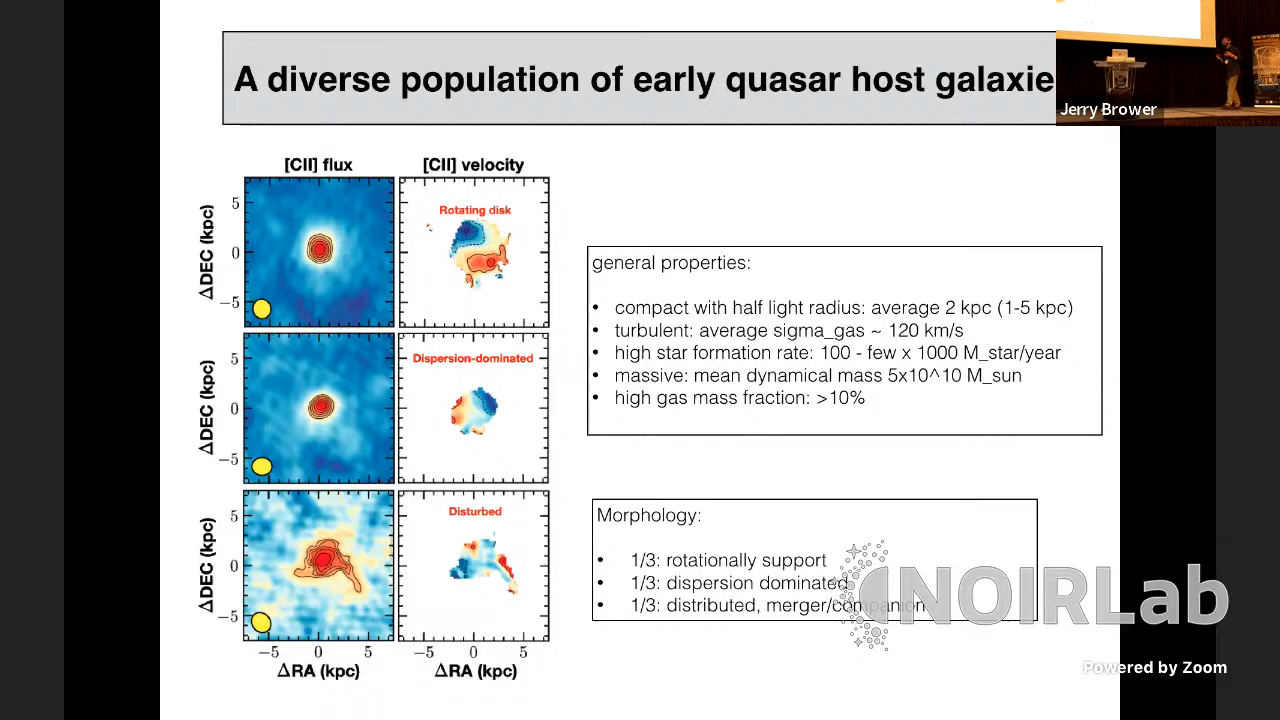 A diverse population of early quasar host galaxie
Jerry Brower
[CII] flux
[CII] velocity
Rotating disk
ΔDEC (kpc)
5
0
−5
Dispersion-dominated
ΔDEC (kpc)
5
0
−5
Disturbed
ΔDEC (kpc)
5
0
−5
−5 0 5
−5 0 5
ΔRA (kpc)
ΔRA (kpc)
general properties:
• compact with half light radius: average 2 kpc (1-5 kpc)
• turbulent: average sigma_gas ~ 120 km/s
• high star formation rate: 100 - few x 1000 M_star/year
• massive: mean dynamical mass 5x10^10 M_sun
• high gas mass fraction: >10%
Morphology:
• 1/3: rotationally support
• 1/3: dispersion dominated
• 1/3: distributed, merger/companion
NOIRLab
Powered by Zoom